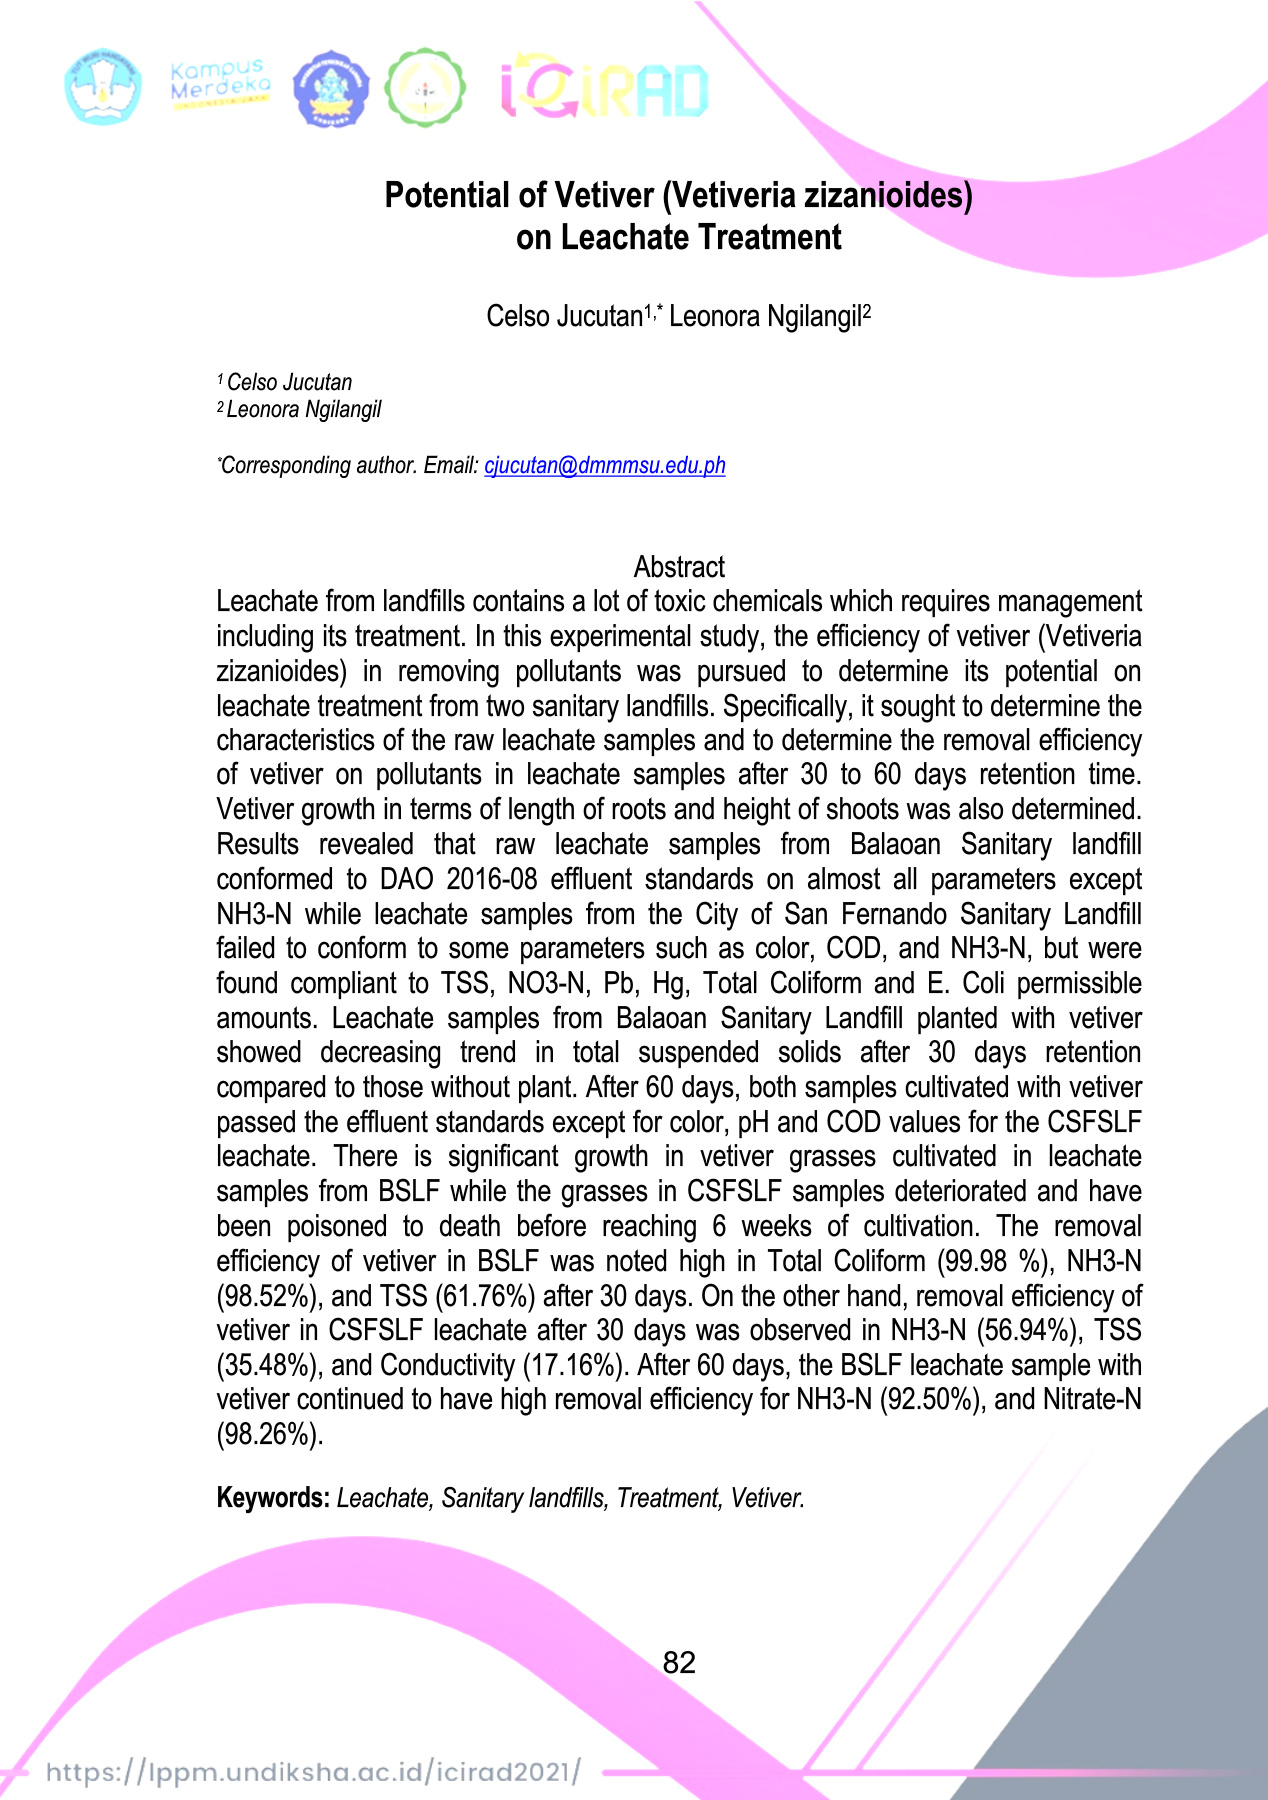 Kampus
Merdeka
INDONESIA JAYA
iCiRAD
Potential of Vetiver (Vetiveria zizanioides)
on Leachate Treatment
Celso Jucutan1,* Leonora Ngilangil2
1 Celso Jucutan
2 Leonora Ngilangil
*Corresponding author. Email: cjucutan@dmmmsu.edu.ph
Abstract
Leachate from landfills contains a lot of toxic chemicals which requires management
including its treatment. In this experimental study, the efficiency of vetiver (Vetiveria
zizanioides) in removing pollutants was pursued to determine its potential on
leachate treatment from two sanitary landfills. Specifically, it sought to determine the
characteristics of the raw leachate samples and to determine the removal efficiency
of vetiver on pollutants in leachate samples after 30 to 60 days retention time.
Vetiver growth in terms of length of roots and height of shoots was also determined.
Results revealed that raw leachate samples from Balaoan Sanitary landfill
conformed to DAO 2016-08 effluent standards on almost all parameters except
NH3-N while leachate samples from the City of San Fernando Sanitary Landfill
failed to conform to some parameters such as color, COD, and NH3-N, but were
found compliant to TSS, NO3-N, Pb, Hg, Total Coliform and E. Coli permissible
amounts. Leachate samples from Balaoan Sanitary Landfill planted with vetiver
showed decreasing trend in total suspended solids after 30 days retention
compared to those without plant. After 60 days, both samples cultivated with vetiver
passed the effluent standards except for color, pH and COD values for the CSFSLF
leachate. There is significant growth in vetiver grasses cultivated in leachate
samples from BSLF while the grasses in CSFSLF samples deteriorated and have
been poisoned to death before reaching 6 weeks of cultivation. The removal
efficiency of vetiver in BSLF was noted high in Total Coliform (99.98 %), NH3-N
(98.52%), and TSS (61.76%) after 30 days. On the other hand, removal efficiency of
vetiver in CSFSLF leachate after 30 days was observed in NH3-N (56.94%), TSS
(35.48%), and Conductivity (17.16%). After 60 days, the BSLF leachate sample with
vetiver continued to have high removal efficiency for NH3-N (92.50%), and Nitrate-N
(98.26%).
Keywords: Leachate, Sanitary landfills, Treatment, Vetiver.
82
https://lppm.undiksha.ac.id/icirad2021/